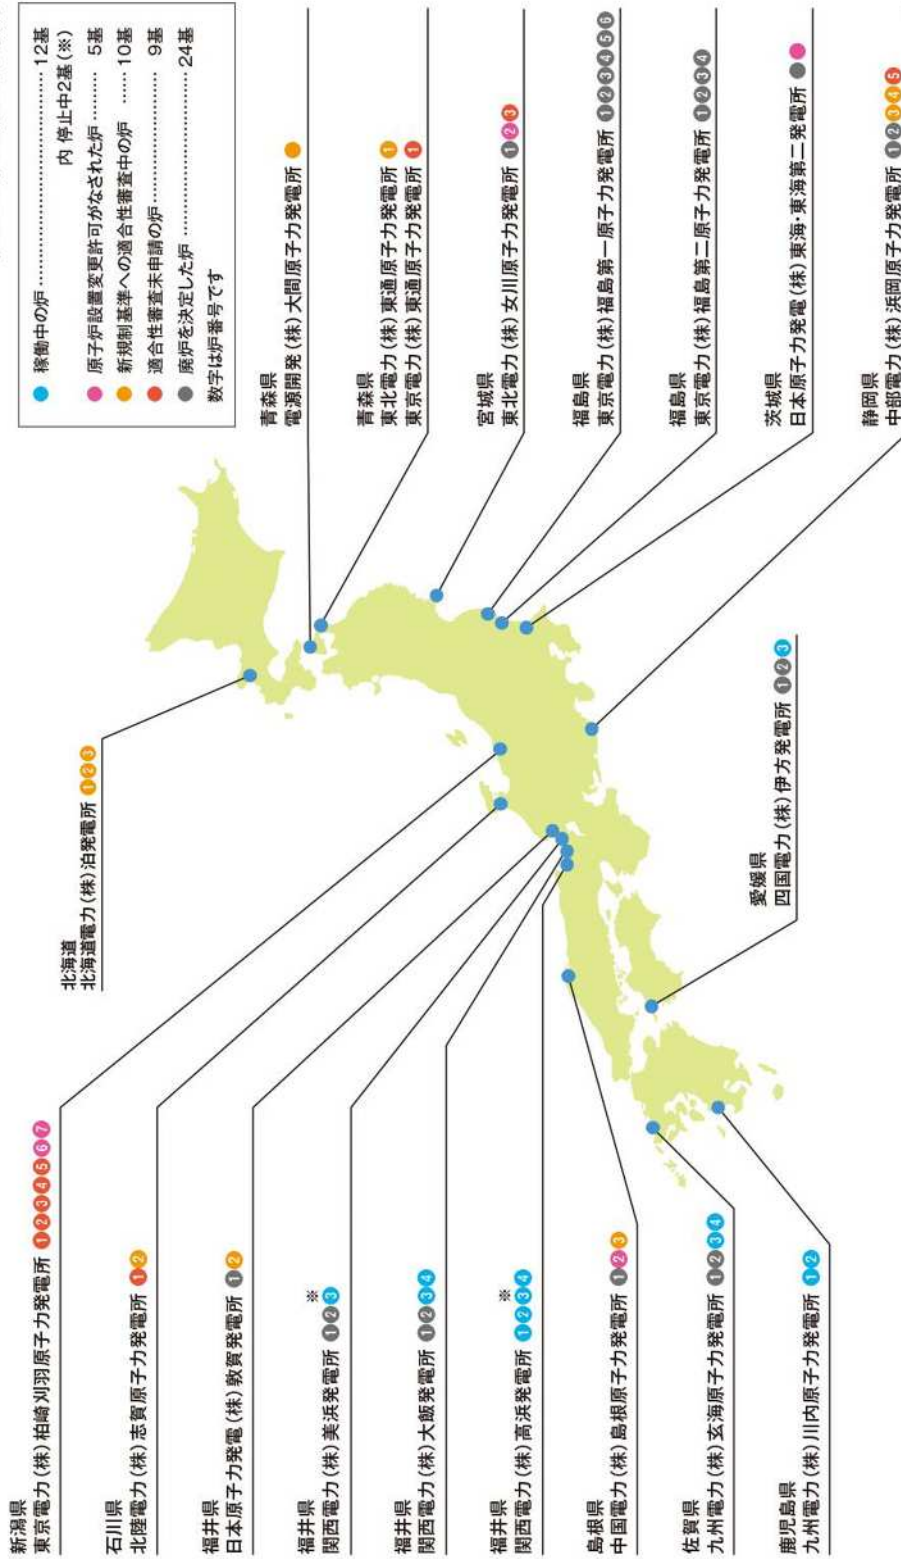 稼働中の炉 …………………………… 12基
内 停止中2基(※)
原子炉設置変更許可がなされた炉 ……… 5基
新規制基準への適合性審査中の炉 …… 10基
適合性審査未申請の炉 ………………… 9基
廃炉を決定した炉 …………………… 24基
数字は炉番号です
北海道
北海道電力(株)泊発電所 1 2 3
青森県
電源開発(株)大間原子力発電所
青森県
東北電力(株)東通原子力発電所 1
東京電力(株)東通原子力発電所 1
宮城県
東北電力(株)女川原子力発電所 1 2 3
福島県
東京電力(株)福島第一原子力発電所 1 2 3 4 5 6
福島県
東京電力(株)福島第二原子力発電所 1 2 3 4
茨城県
日本原子力発電(株)東海・東海第二発電所
静岡県
中部電力(株)浜岡原子力発電所 1 2 3 4 5
新潟県
東京電力(株)柏崎刈羽原子力発電所 1 2 3 4 5 6 7
石川県
北陸電力(株)志賀原子力発電所 1 2
福井県
日本原子力発電(株)敦賀発電所 1 2
福井県
※
関西電力(株)美浜発電所 1 2 3
福井県
関西電力(株)大飯発電所 1 2 3 4
福井県
※
関西電力(株)高浜発電所 1 2 3 4
島根県
中国電力(株)島根原子力発電所 1 2 3
佐賀県
九州電力(株)玄海原子力発電所 1 2 3 4
鹿児島県
九州電力(株)川内原子力発電所 1 2
愛媛県
四国電力(株)伊方発電所 1 2 3